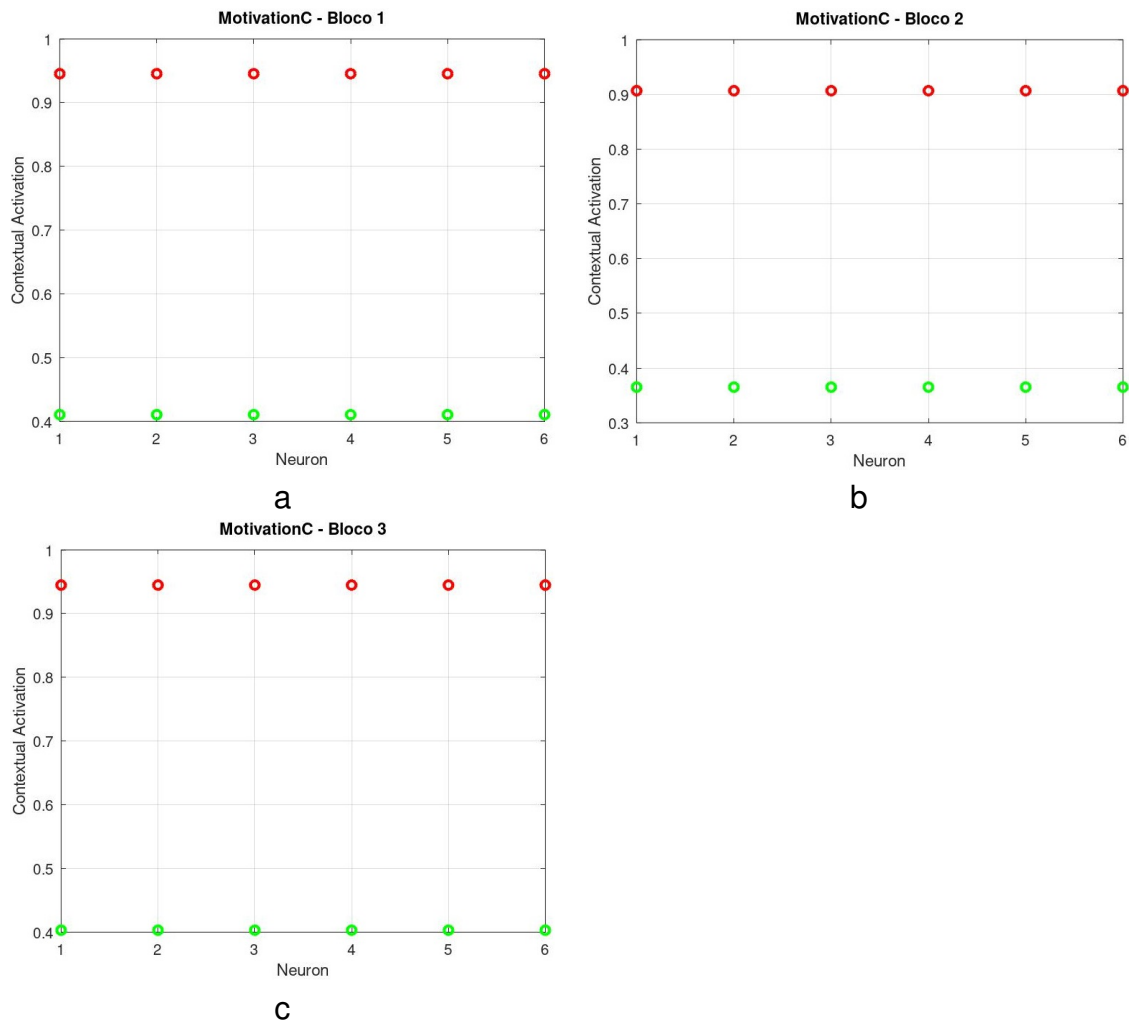 MotivationC - Bloco 1
1
0.9
0.8
0.7
0.6
0.5
0.4
Contextual Activation
1 2 3 4 5 6
Neuron
a
MotivationC - Bloco 2
1
0.9
0.8
0.7
0.6
0.5
0.4
0.3
Contextual Activation
1 2 3 4 5 6
Neuron
b
MotivationC - Bloco 3
1
0.9
0.8
0.7
0.6
0.5
0.4
Contextual Activation
1 2 3 4 5 6
Neuron
c